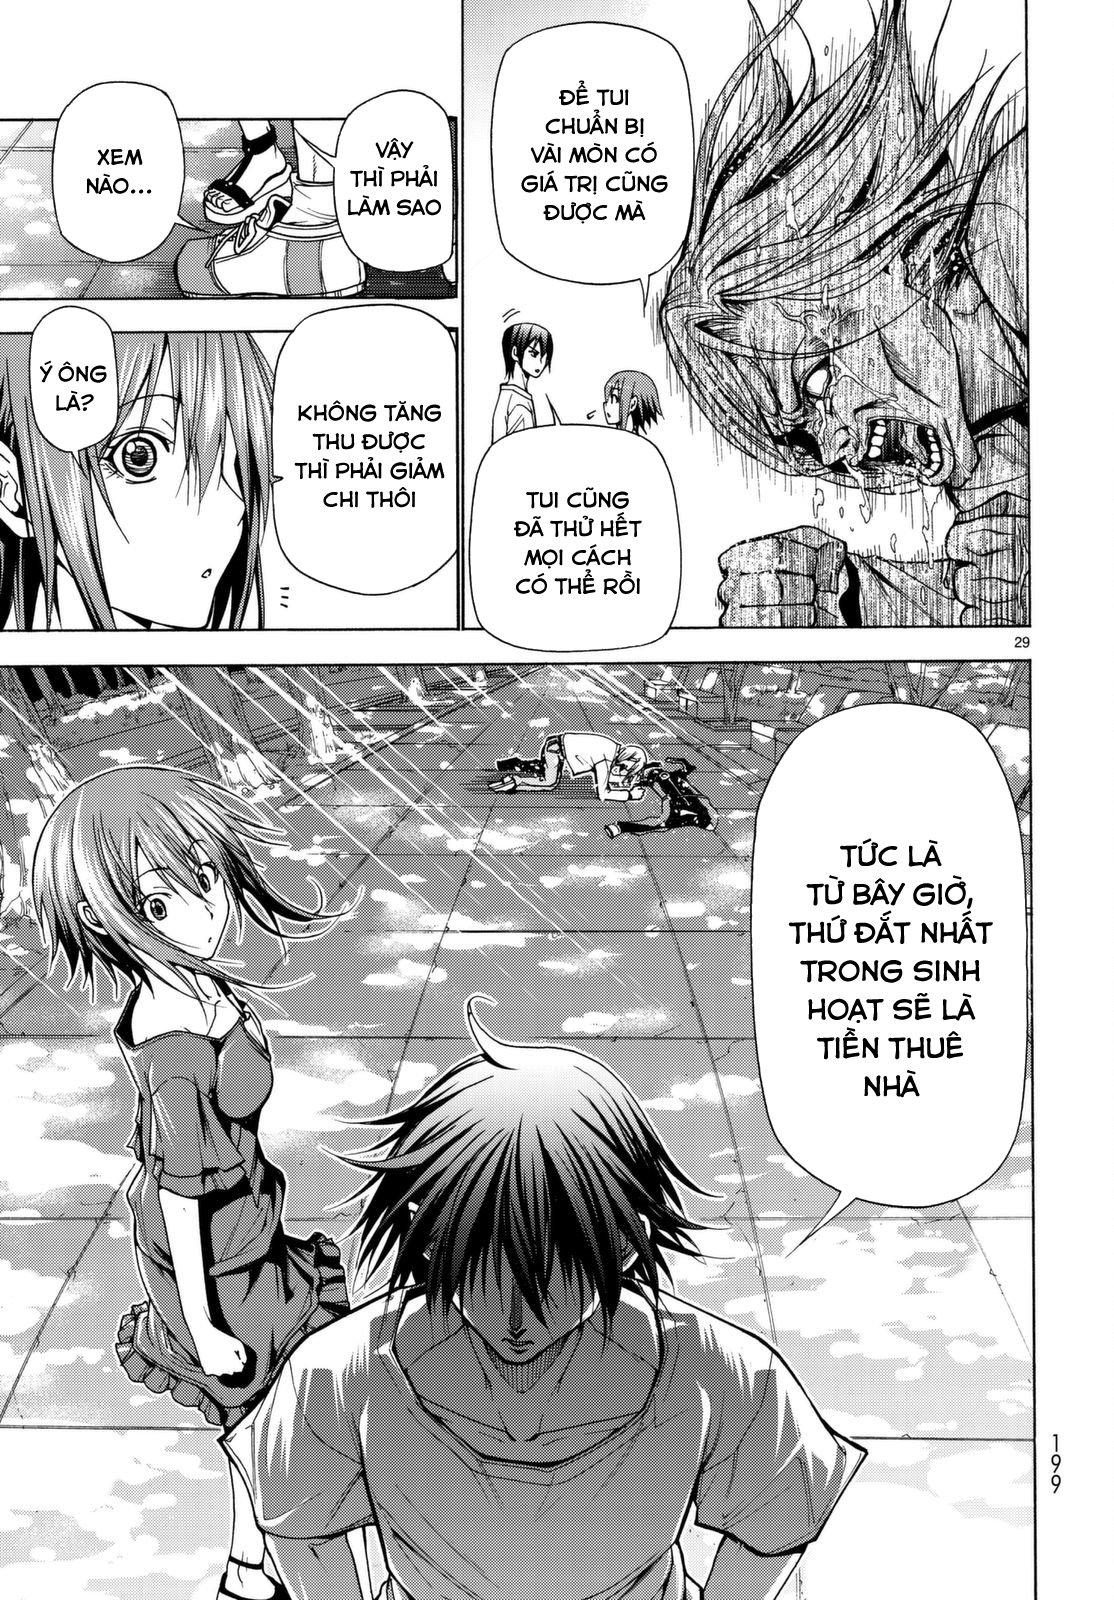 ĐỂ TUI
CHUẨN BỊ
VÀI MÒN CÓ
GIÁ TRỊ CŨNG
ĐƯỢC MÀ
TUI CŨNG
ĐÃ THỬ HẾT
MỌI CÁCH
CÓ THỂ RỒI
VẬY
THÌ PHẢI
LÀM SAO
XEM
NÀO...
KHÔNG TĂNG
THU ĐƯỢC
THÌ PHẢI GIẢM
CHI THÔI
Ý ÔNG
LÀ?
29
TỨC LÀ
TỪ BÂY GIỜ,
THỨ ĐẮT NHẤT
TRONG SINH
HOẠT SẼ LÀ
TIỀN THUÊ
NHÀ
199